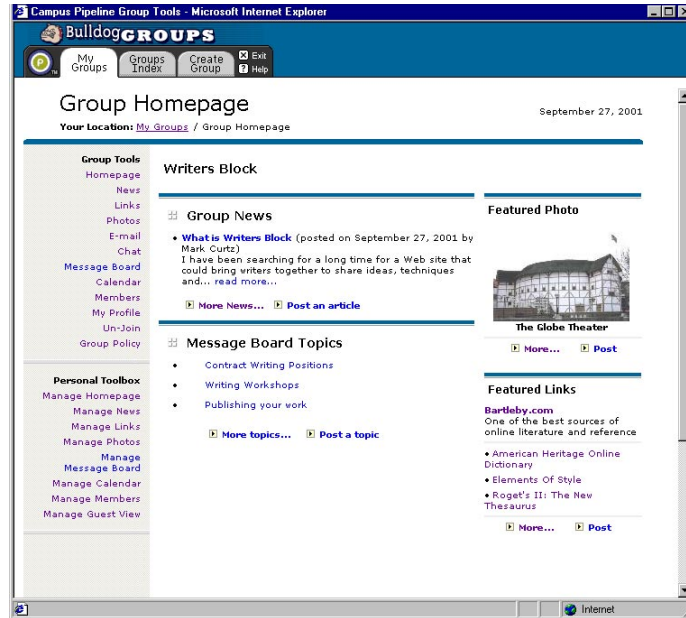 Campus Pipeline Group Tools - Microsoft Internet Explorer
Bulldog GROUPS
My Groups
Groups Index
Create Group
Exit
Help
Group Homepage
September 27, 2001
Your Location: My Groups / Group Homepage
Group Tools
Homepage
News
Links
Photos
E-mail
Chat
Message Board
Calendar
Members
My Profile
Un-Join
Group Policy
Personal Toolbox
Manage Homepage
Manage News
Manage Links
Manage Photos
Manage
Message Board
Manage Calendar
Manage Members
Manage Guest View
Writers Block
Group News
• What is Writers Block (posted on September 27, 2001 by
Mark Curtz)
I have been searching for a long time for a Web site that
could bring writers together to share ideas, techniques
and... read more...
More News... Post an article
Message Board Topics
• Contract Writing Positions
• Writing Workshops
• Publishing your work
More topics... Post a topic
Featured Photo
The Globe Theater
More... Post
Featured Links
Bartleby.com
One of the best sources of
online literature and reference
• American Heritage Online
Dictionary
• Elements Of Style
• Roget's II: The New
Thesaurus
More... Post
Internet